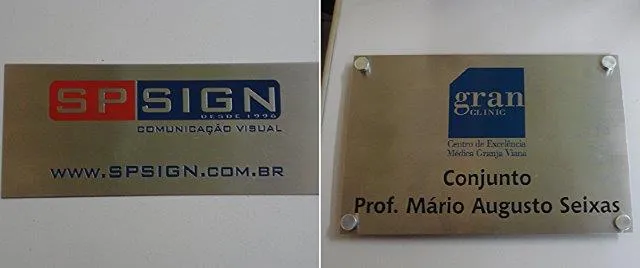 SPSIGN
DESDE 1996
COMUNICAÇÃO VISUAL
WWW.SPSIGN.COM.BR
gran
CLINIC
Centro de Excelência
Médica Granja Viana
Conjunto
Prof. Mário Augusto Seixas